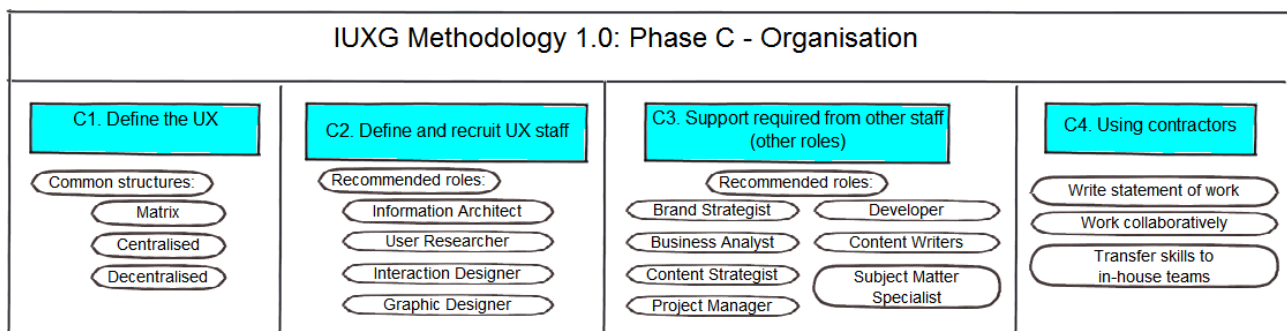 IUXG Methodology 1.0: Phase C - Organisation
C1. Define the UX
Common structures:
Matrix
Centralised
Decentralised
C2. Define and recruit UX staff
Recommended roles:
Information Architect
User Researcher
Interaction Designer
Graphic Designer
C3. Support required from other staff
(other roles)
Recommended roles:
Brand Strategist
Business Analyst
Content Strategist
Project Manager
Developer
Content Writers
Subject Matter
Specialist
C4. Using contractors
Write statement of work
Work collaboratively
Transfer skills to
in-house teams